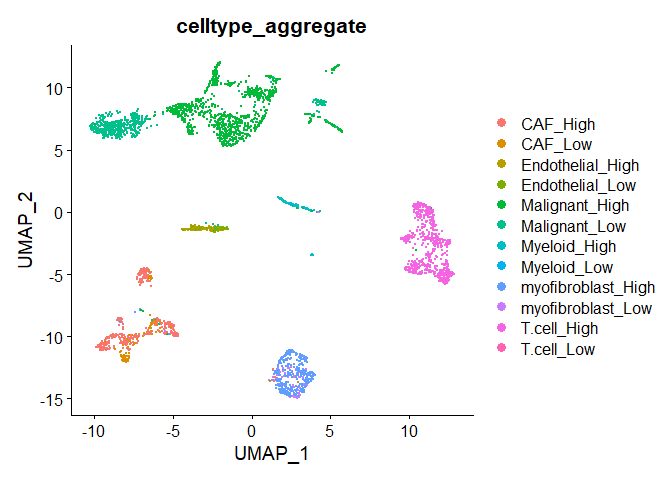 celltype_aggregate
10
5
0
-5
-10
-15
UMAP_2
-10
-5
0
5
10
UMAP_1
CAF_High
CAF_Low
Endothelial_High
Endothelial_Low
Malignant_High
Malignant_Low
Myeloid_High
Myeloid_Low
myofibroblast_High
myofibroblast_Low
T.cell_High
T.cell_Low